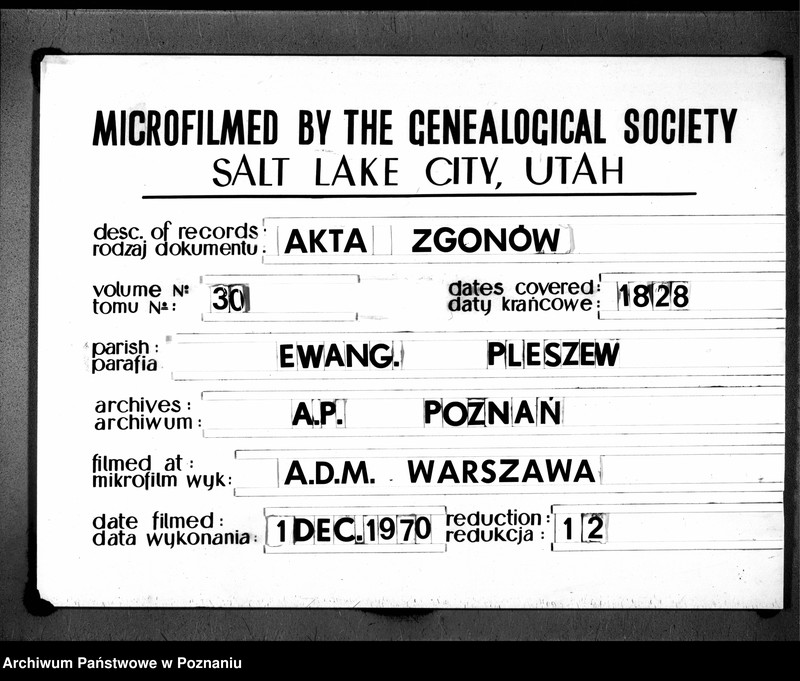 MICROFILMED BY THE GENEALOGICAL SOCIETY
SALT LAKE CITY, UTAH
desc. of records:
rodzaj dokumentu: AKTA ZGONÓW
volume №
tomu №: 30
dates covered:
daty krańcowe: 1828
parish:
parafia EWANG. PLESZEW
archives:
archiwum: A.P. POZNAŃ
filmed at:
mikrofilm wyk: A.D.M. WARSZAWA
date filmed:
data wykonania: 1 DEC. 1970
reduction:
redukcja: 12
Archiwum Państwowe w Poznaniu